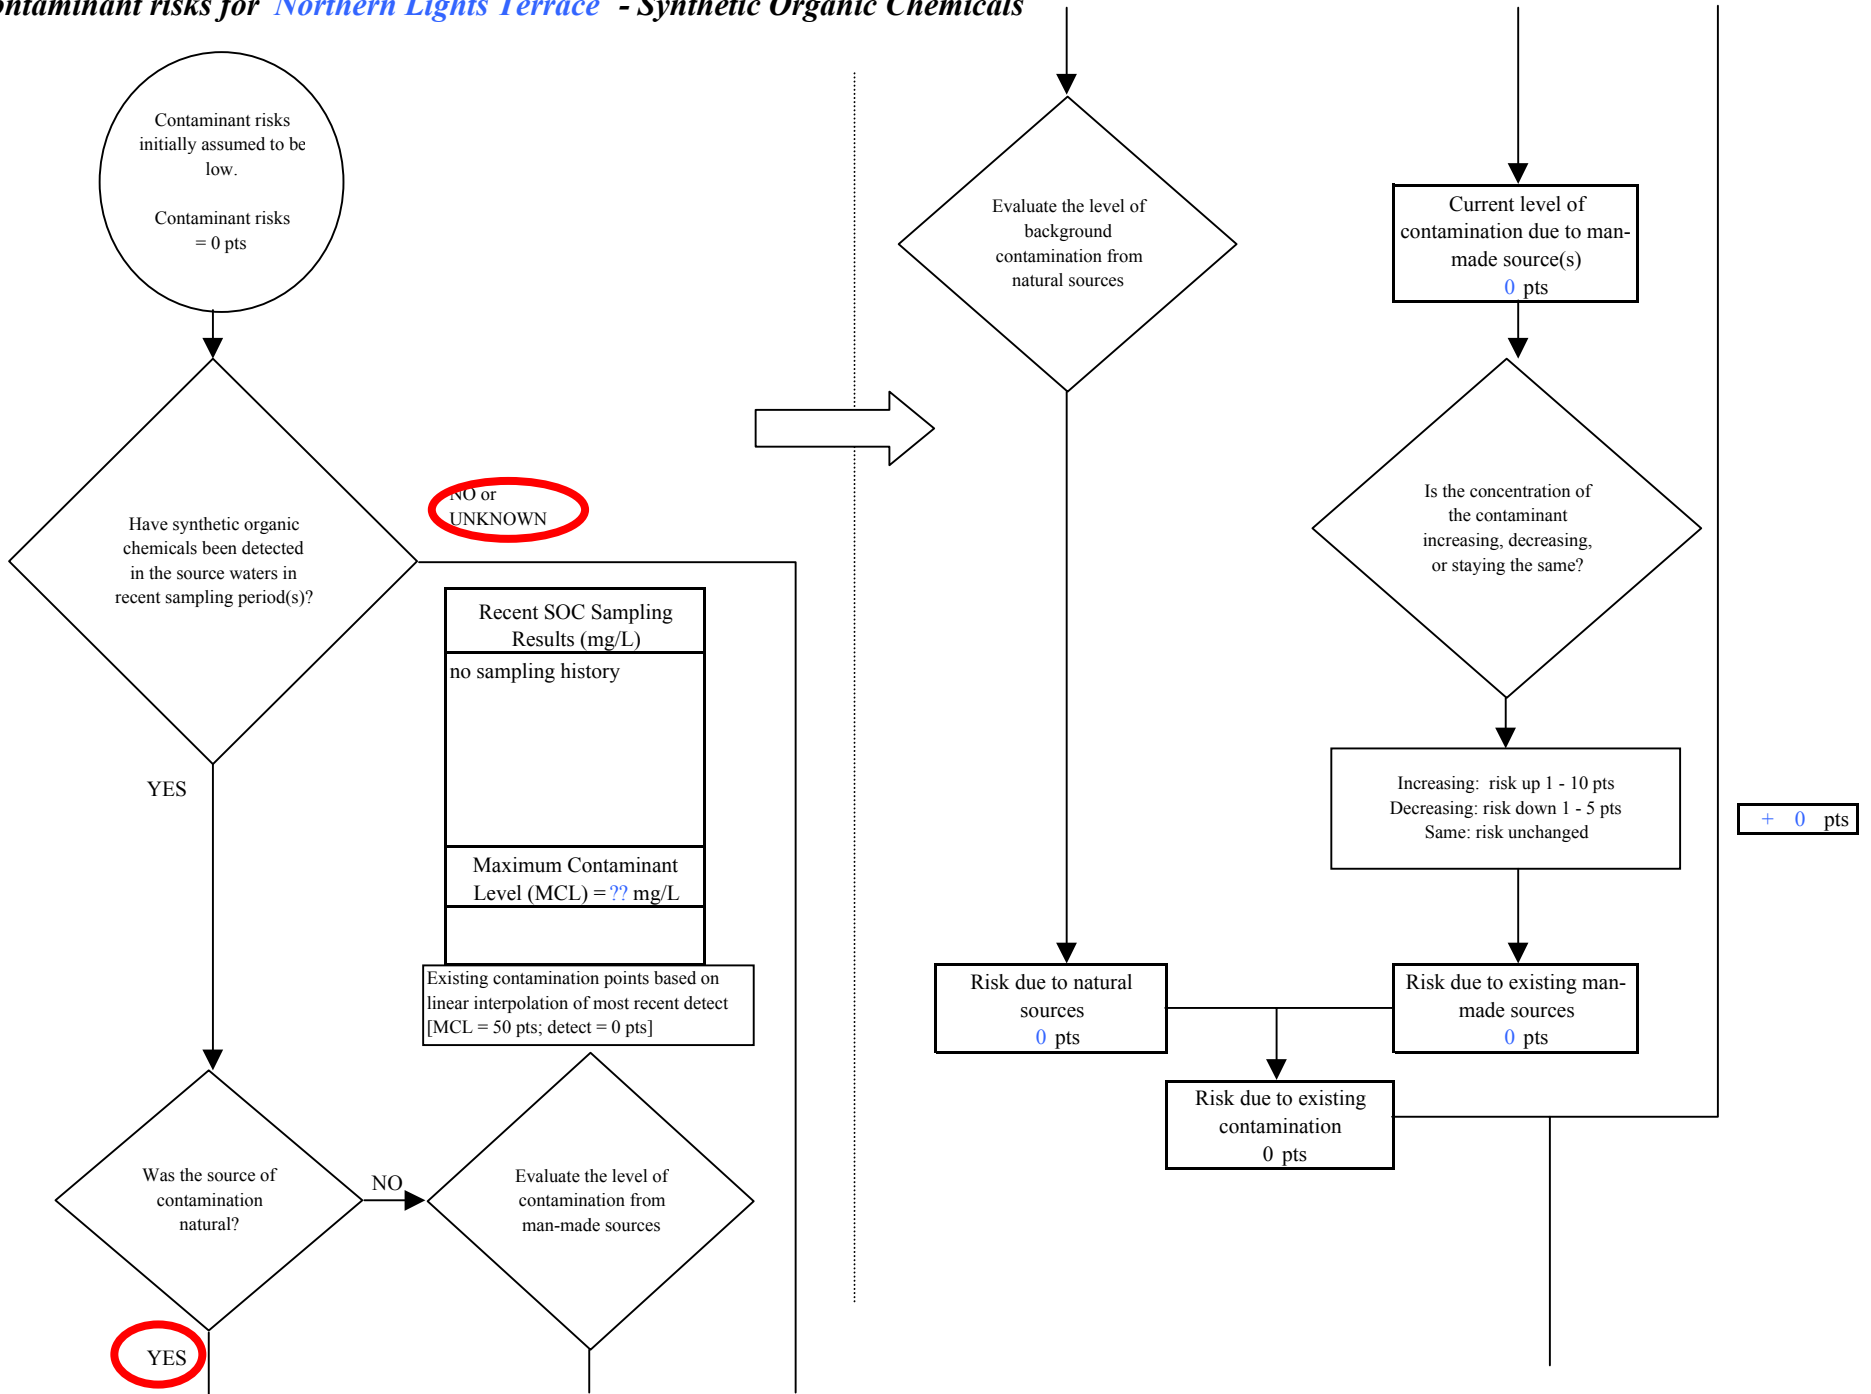 ontaminant risks for Northern Lights Terrace - Synthetic Organic Chemicals
Contaminant risks
initially assumed to be
low.
Contaminant risks
= 0 pts
Have synthetic organic
chemicals been detected
in the source waters in
recent sampling period(s)?
NO or
UNKNOWN
YES
Recent SOC Sampling
Results (mg/L)
no sampling history
Maximum Contaminant
Level (MCL) = ?? mg/L
Existing contamination points based on
linear interpolation of most recent detect
[MCL = 50 pts; detect = 0 pts]
Was the source of
contamination
natural?
NO
YES
Evaluate the level of
contamination from
man-made sources
Evaluate the level of
background
contamination from
natural sources
Current level of
contamination due to man-
made source(s)
0 pts
Is the concentration of
the contaminant
increasing, decreasing,
or staying the same?
Increasing: risk up 1 - 10 pts
Decreasing: risk down 1 - 5 pts
Same: risk unchanged
+ 0 pts
Risk due to natural
sources
0 pts
Risk due to existing man-
made sources
0 pts
Risk due to existing
contamination
0 pts